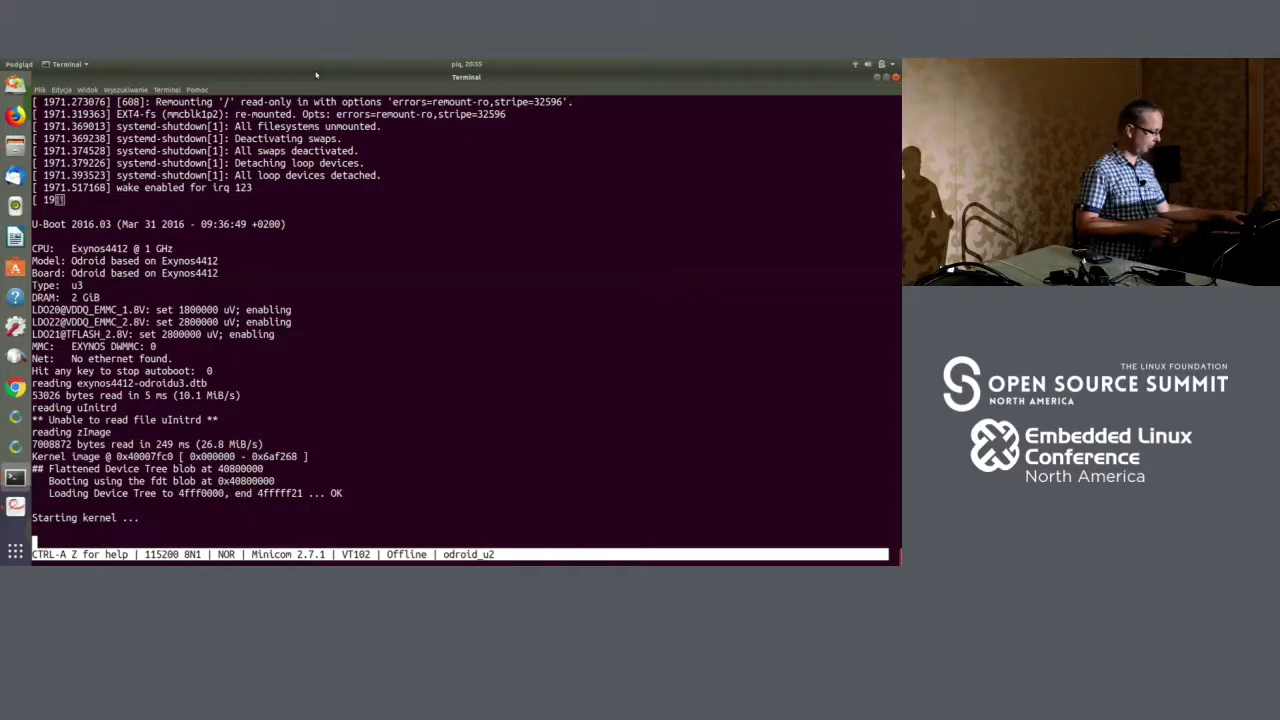 Podgląd
Terminal
pią, 20:55
Terminal
Plik Edycja Widok Wyszukiwanie Terminal Pomoc
[ 1971.273076] [608]: Remounting '/' read-only in with options 'errors=remount-ro,stripe=32596'.
[ 1971.319363] EXT4-fs (mmcblk1p2): re-mounted. Opts: errors=remount-ro,stripe=32596
[ 1971.369013] systemd-shutdown[1]: All filesystems unmounted.
[ 1971.369238] systemd-shutdown[1]: Deactivating swaps.
[ 1971.374528] systemd-shutdown[1]: All swaps deactivated.
[ 1971.379226] systemd-shutdown[1]: Detaching loop devices.
[ 1971.393523] systemd-shutdown[1]: All loop devices detached.
[ 1971.517168] wake enabled for irq 123
[ 19
U-Boot 2016.03 (Mar 31 2016 - 09:36:49 +0200)
CPU: Exynos4412 @ 1 GHz
Model: Odroid based on Exynos4412
Board: Odroid based on Exynos4412
Type: u3
DRAM: 2 GiB
LDO20@VDDQ_EMMC_1.8V: set 1800000 uV; enabling
LDO22@VDDQ_EMMC_2.8V: set 2800000 uV; enabling
LDO21@TFLASH_2.8V: set 2800000 uV; enabling
MMC: EXYNOS DWMMC: 0
Net: No ethernet found.
Hit any key to stop autoboot: 0
reading exynos4412-odroidu3.dtb
53026 bytes read in 5 ms (10.1 MiB/s)
reading uInitrd
** Unable to read file uInitrd **
reading zImage
7008872 bytes read in 249 ms (26.8 MiB/s)
Kernel image @ 0x40007fc0 [ 0x000000 - 0x6af268 ]
## Flattened Device Tree blob at 40800000
Booting using the fdt blob at 0x40800000
Loading Device Tree to 4fff0000, end 4fffff21 ... OK
Starting kernel ...
CTRL-A Z for help | 115200 8N1 | NOR | Minicom 2.7.1 | VT102 | Offline | odroid_u2
THE LINUX FOUNDATION
OPEN SOURCE SUMMIT
NORTH AMERICA
Embedded Linux
Conference
North America